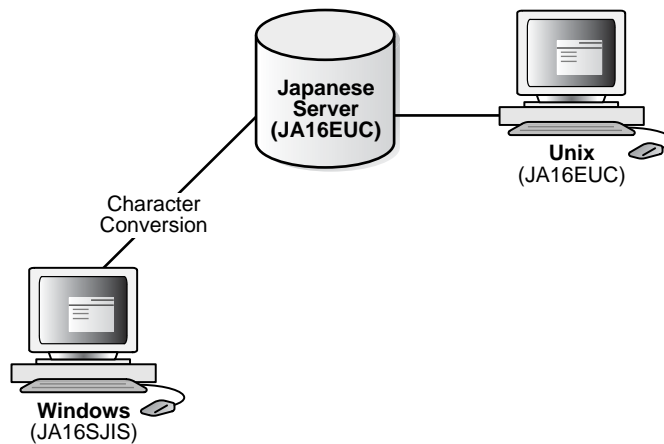 Japanese
Server
(JA16EUC)
Unix
(JA16EUC)
Character
Conversion
Windows
(JA16SJIS)